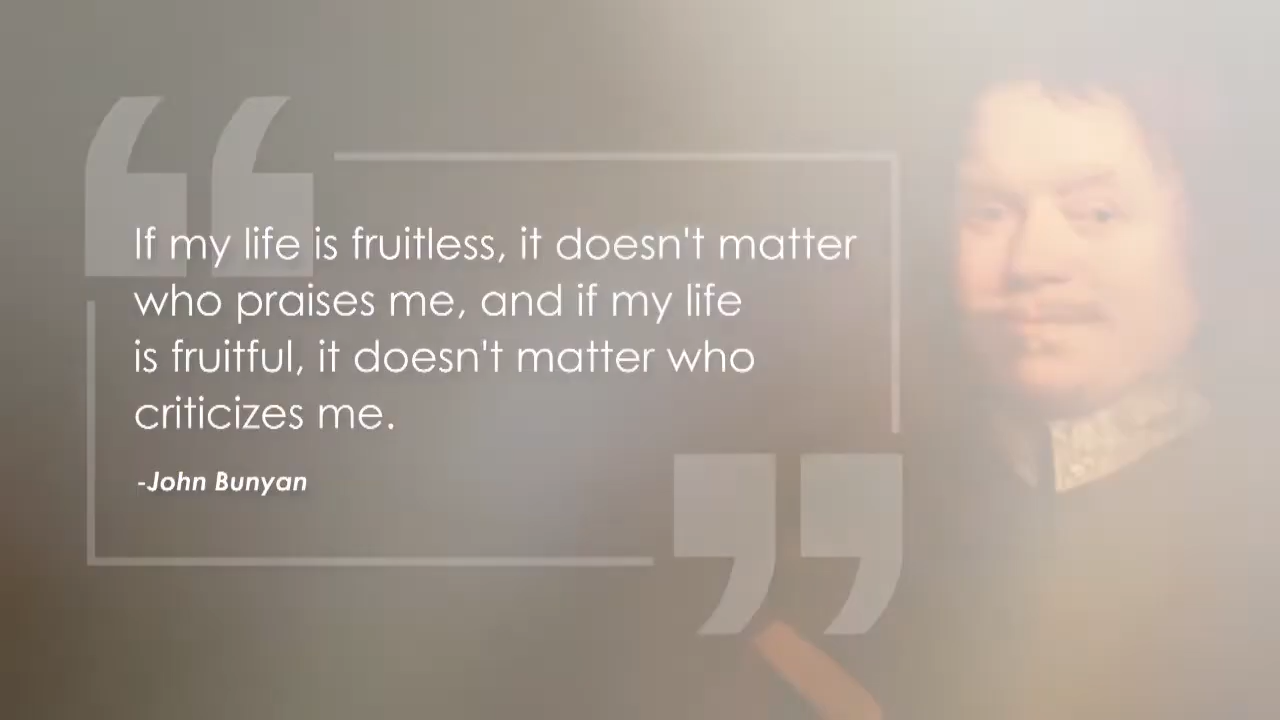 If my life is fruitless, it doesn't matter
who praises me, and if my life
is fruitful, it doesn't matter who
criticizes me.
-John Bunyan